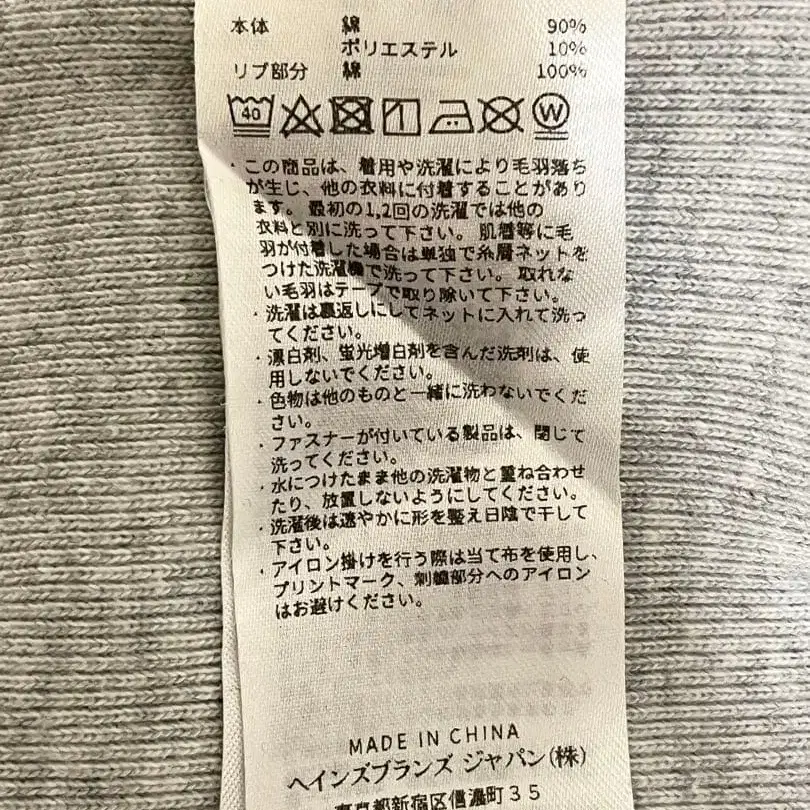 本体 綿 90%
ポリエステル 10%
リブ部分 綿 100%
40 W
・この商品は、着用や洗濯により毛羽落ち
が生じ、他の衣料に付着することがあり
ます。最初の1,2回の洗濯では他の
衣料と別に洗って下さい。肌着等に毛
羽が付着した場合は単独で糸屑ネットを
つけた洗濯機で洗って下さい。取れな
い毛羽はテープで取り除いて下さい。
・洗濯は裏返しにしてネットに入れて洗っ
てください。
・漂白剤、蛍光増白剤を含んだ洗剤は、使
用しないでください。
・色物は他のものと一緒に洗わないでくだ
さい。
・ファスナーが付いている製品は、閉じて
洗ってください。
・水につけたまま他の洗濯物と重ね合わせ
たり、放置しないようにしてください。
・洗濯後は速やかに形を整え日陰で干して
下さい。
・アイロン掛けを行う際は当て布を使用し、
プリントマーク、刺繍部分へのアイロン
はお避けください。
MADE IN CHINA
ヘインズブランズ ジャパン(株)
東京都新宿区信濃町35